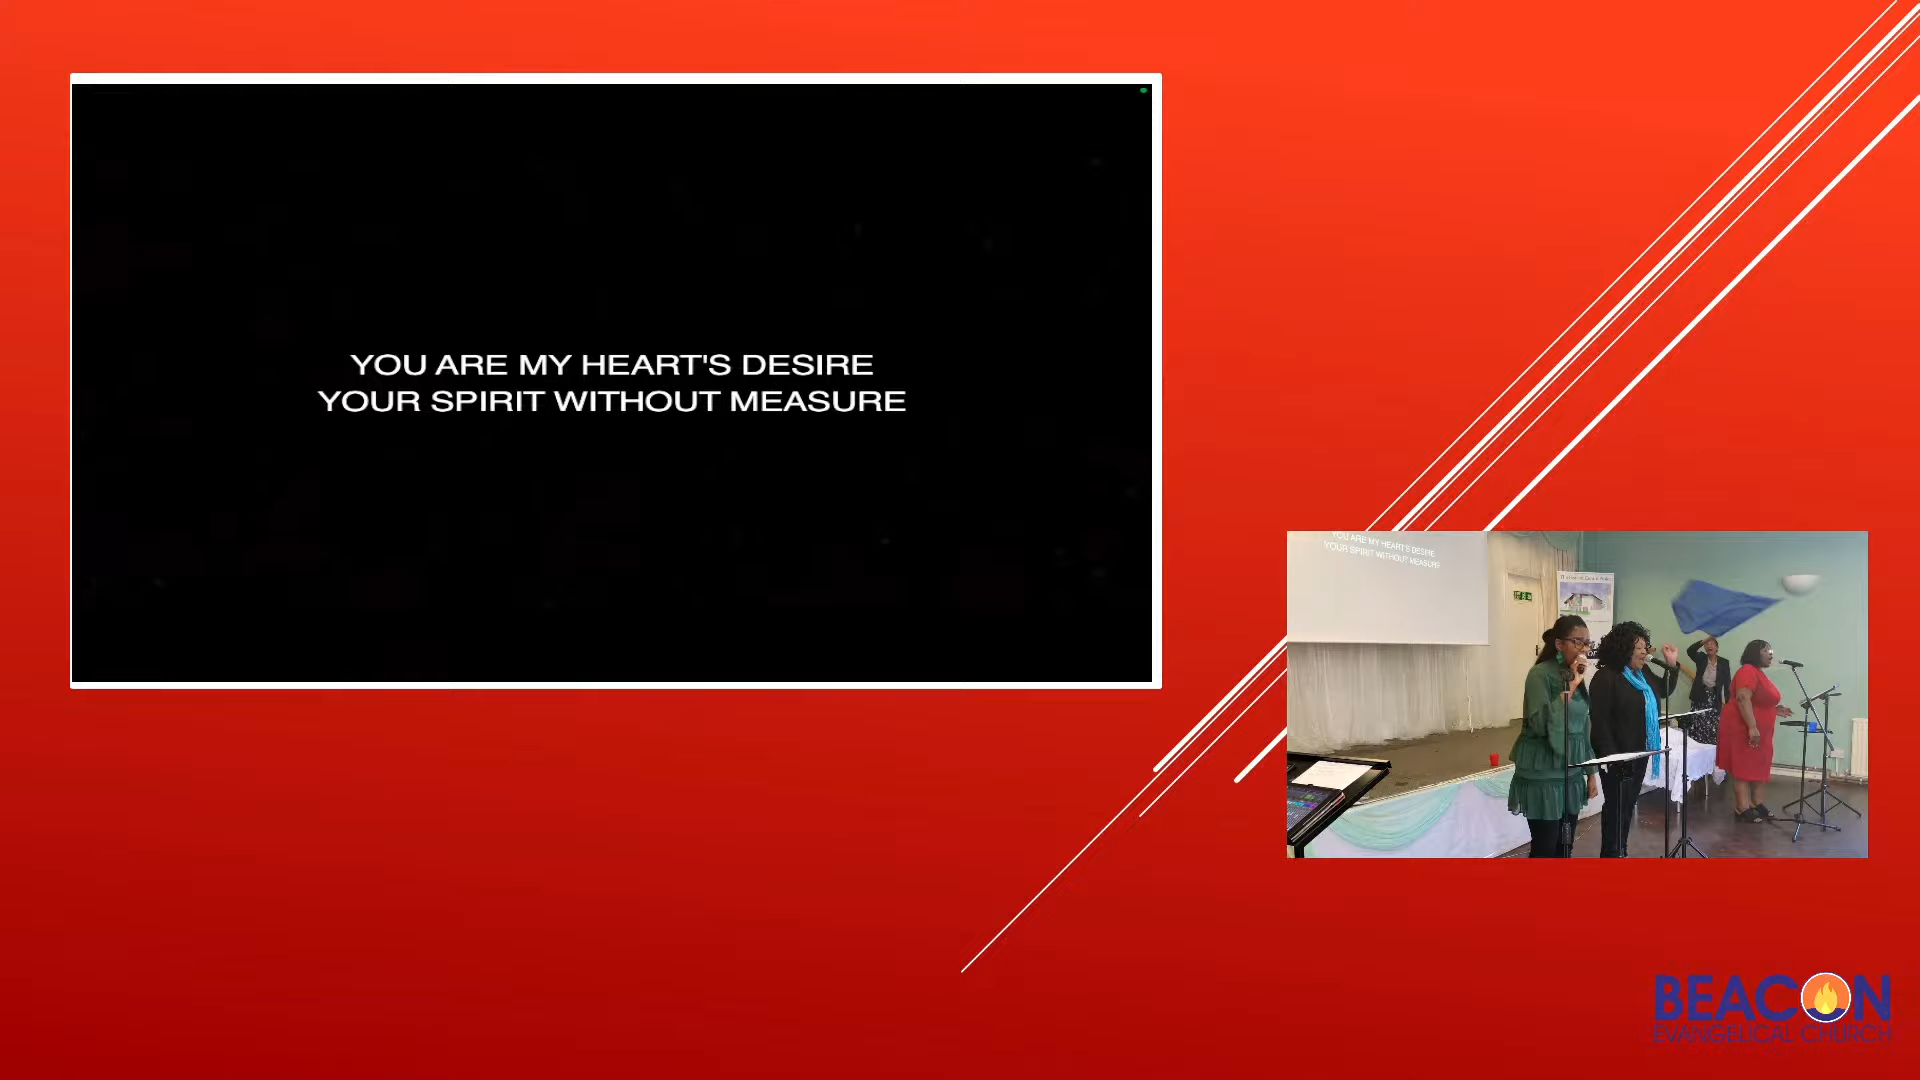 YOU ARE MY HEART'S DESIRE
YOUR SPIRIT WITHOUT MEASURE
YOU ARE MY HEART'S DESIRE
YOUR SPIRIT WITHOUT MEASURE
BEACON
EVANGELICAL CHURCH